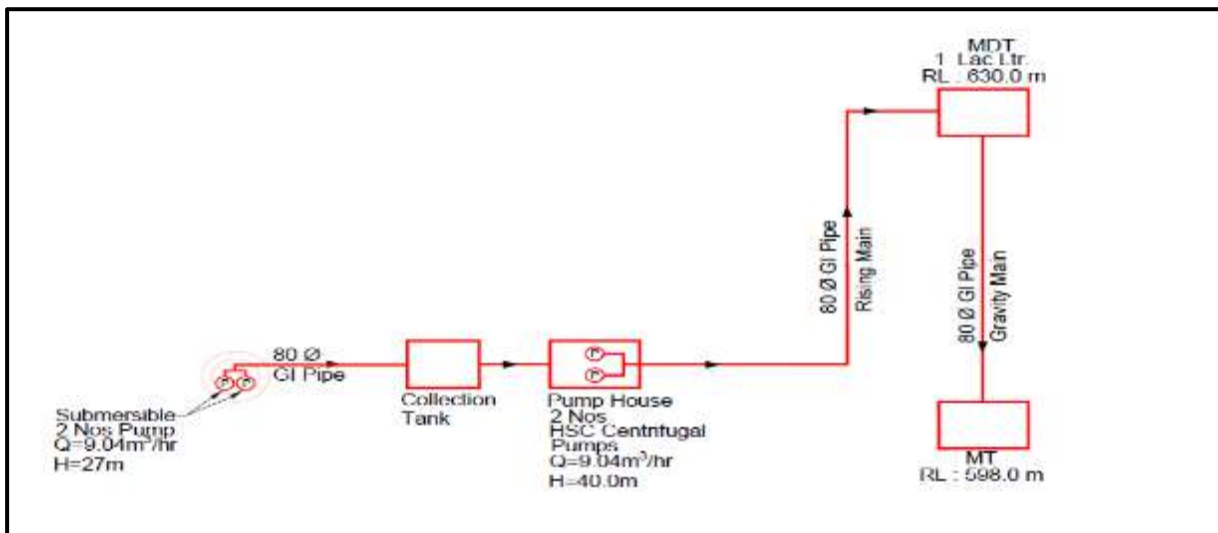 MDT
1 Lac Ltr.
RL : 630.0 m
80 Ø GI Pipe
Rising Main
80 Ø GI Pipe
Gravity Main
80 Ø
GI Pipe
P
P
Submersible
2 Nos Pump
Q=9.04m³/hr
H=27m
Collection
Tank
P
P
Pump House
2 Nos
HSC Centrifugal
Pumps
Q=9.04m³/hr
H=40.0m
MT
RL : 598.0 m